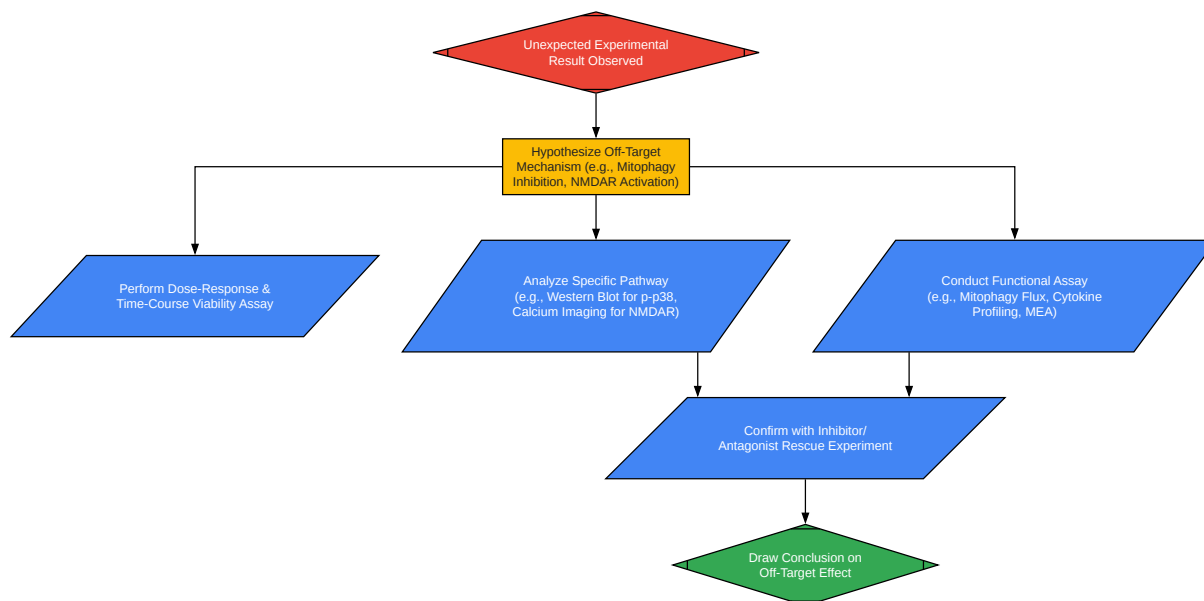 Unexpected Experimental
Result Observed
Hypothesize Off-Target
Mechanism (e.g., Mitophagy
Inhibition, NMDAR Activation)
Perform Dose-Response &
Time-Course Viability Assay
Analyze Specific Pathway
(e.g., Western Blot for p-p38,
Calcium Imaging for NMDAR)
Conduct Functional Assay
(e.g., Mitophagy Flux, Cytokine
Profiling, MEA)
Confirm with Inhibitor/
Antagonist Rescue Experiment
Draw Conclusion on
Off-Target Effect